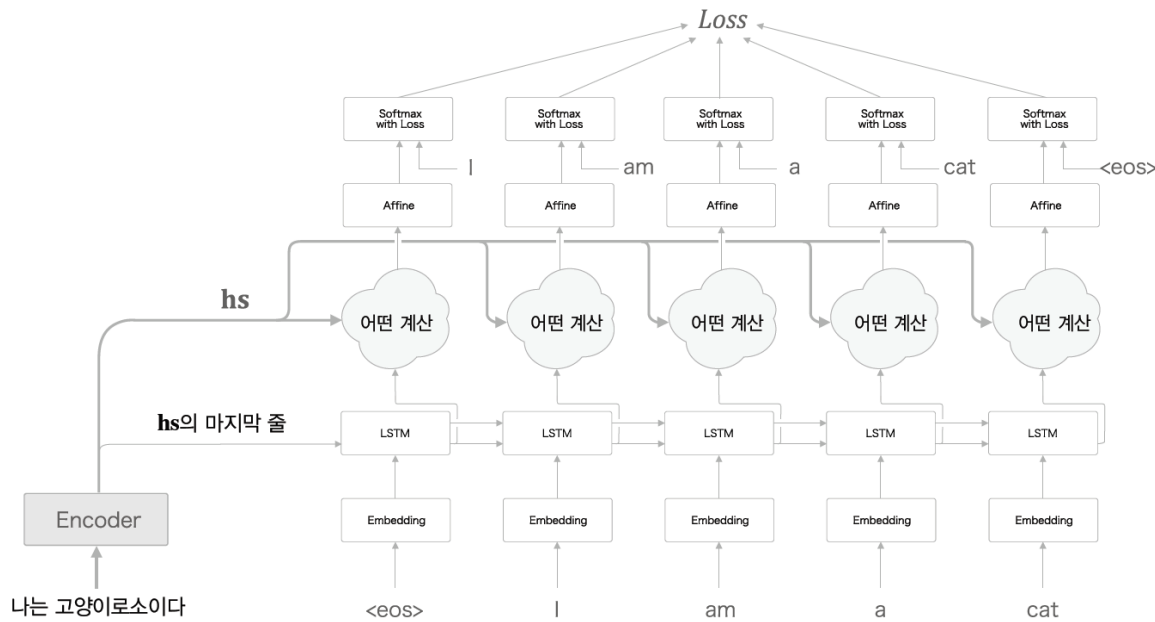 Loss
Softmax
with Loss
Softmax
with Loss
Softmax
with Loss
Softmax
with Loss
Softmax
with Loss
I
am
a
cat
<eos>
Affine
Affine
Affine
Affine
Affine
hs
어떤 계산
어떤 계산
어떤 계산
어떤 계산
어떤 계산
hs의 마지막 줄
LSTM
LSTM
LSTM
LSTM
LSTM
Encoder
Embedding
Embedding
Embedding
Embedding
Embedding
나는 고양이로소이다
<eos>
I
am
a
cat